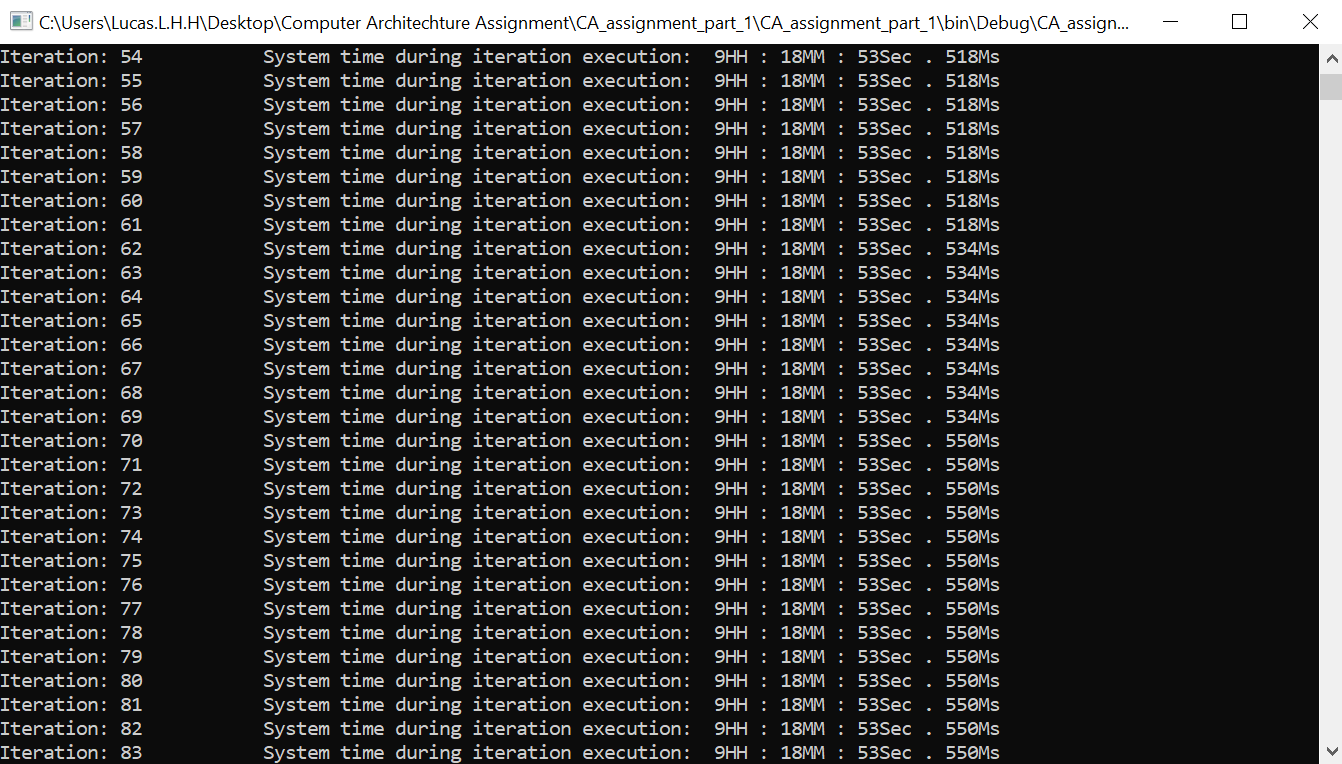 C:\Users\Lucas.L.H.H\Desktop\Computer Architechture Assignment\CA_assignment_part_1\CA_assignment_part_1\bin\Debug\CA_assign...
Iteration: 54 System time during iteration execution: 9HH : 18MM : 53Sec . 518Ms
Iteration: 55 System time during iteration execution: 9HH : 18MM : 53Sec . 518Ms
Iteration: 56 System time during iteration execution: 9HH : 18MM : 53Sec . 518Ms
Iteration: 57 System time during iteration execution: 9HH : 18MM : 53Sec . 518Ms
Iteration: 58 System time during iteration execution: 9HH : 18MM : 53Sec . 518Ms
Iteration: 59 System time during iteration execution: 9HH : 18MM : 53Sec . 518Ms
Iteration: 60 System time during iteration execution: 9HH : 18MM : 53Sec . 518Ms
Iteration: 61 System time during iteration execution: 9HH : 18MM : 53Sec . 518Ms
Iteration: 62 System time during iteration execution: 9HH : 18MM : 53Sec . 534Ms
Iteration: 63 System time during iteration execution: 9HH : 18MM : 53Sec . 534Ms
Iteration: 64 System time during iteration execution: 9HH : 18MM : 53Sec . 534Ms
Iteration: 65 System time during iteration execution: 9HH : 18MM : 53Sec . 534Ms
Iteration: 66 System time during iteration execution: 9HH : 18MM : 53Sec . 534Ms
Iteration: 67 System time during iteration execution: 9HH : 18MM : 53Sec . 534Ms
Iteration: 68 System time during iteration execution: 9HH : 18MM : 53Sec . 534Ms
Iteration: 69 System time during iteration execution: 9HH : 18MM : 53Sec . 534Ms
Iteration: 70 System time during iteration execution: 9HH : 18MM : 53Sec . 550Ms
Iteration: 71 System time during iteration execution: 9HH : 18MM : 53Sec . 550Ms
Iteration: 72 System time during iteration execution: 9HH : 18MM : 53Sec . 550Ms
Iteration: 73 System time during iteration execution: 9HH : 18MM : 53Sec . 550Ms
Iteration: 74 System time during iteration execution: 9HH : 18MM : 53Sec . 550Ms
Iteration: 75 System time during iteration execution: 9HH : 18MM : 53Sec . 550Ms
Iteration: 76 System time during iteration execution: 9HH : 18MM : 53Sec . 550Ms
Iteration: 77 System time during iteration execution: 9HH : 18MM : 53Sec . 550Ms
Iteration: 78 System time during iteration execution: 9HH : 18MM : 53Sec . 550Ms
Iteration: 79 System time during iteration execution: 9HH : 18MM : 53Sec . 550Ms
Iteration: 80 System time during iteration execution: 9HH : 18MM : 53Sec . 550Ms
Iteration: 81 System time during iteration execution: 9HH : 18MM : 53Sec . 550Ms
Iteration: 82 System time during iteration execution: 9HH : 18MM : 53Sec . 550Ms
Iteration: 83 System time during iteration execution: 9HH : 18MM : 53Sec . 550Ms